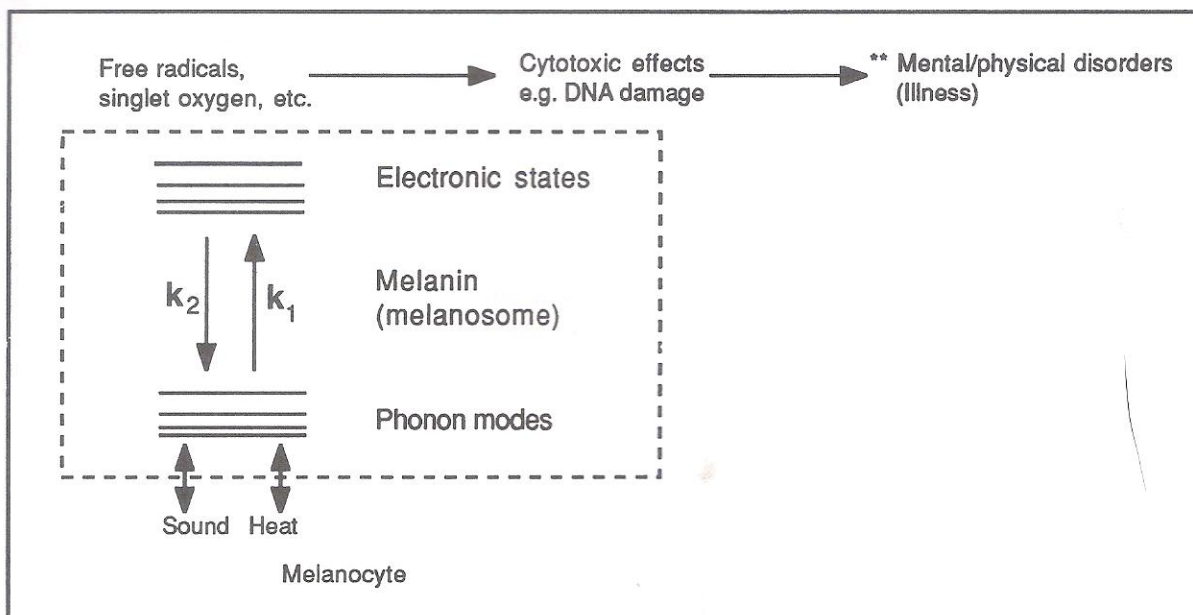 Free radicals,
singlet oxygen, etc.
Cytotoxic effects
e.g. DNA damage
** Mental/physical disorders
(Illness)
Electronic states
k2
k1
Melanin
(melanosome)
Phonon modes
Sound Heat
Melanocyte